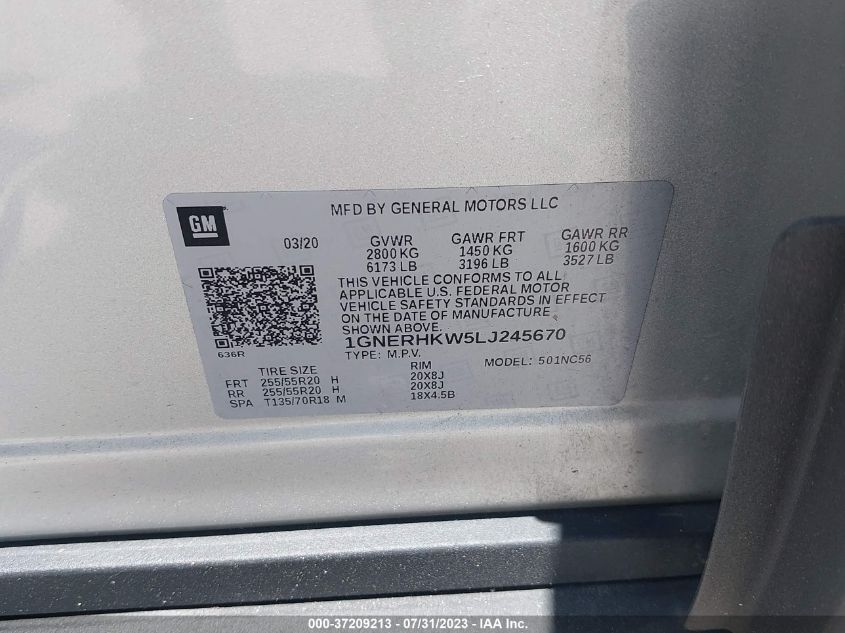 GM
MFD BY GENERAL MOTORS LLC
03/20 GVWR GAWR FRT GAWR RR
2800 KG 1450 KG 1600 KG
6173 LB 3196 LB 3527 LB
THIS VEHICLE CONFORMS TO ALL
APPLICABLE U.S. FEDERAL MOTOR
VEHICLE SAFETY STANDARDS IN EFFECT
ON THE DATE OF MANUFACTURE.
1GNERHKW5LJ245670
636R
TYPE: M.P.V. MODEL: 501NC56
TIRE SIZE RIM
FRT 255/55R20 H 20X8J
RR 255/55R20 H 20X8J
SPA T135/70R18 M 18X4.5B
000-37209213 - 07/31/2023 - IAA Inc.